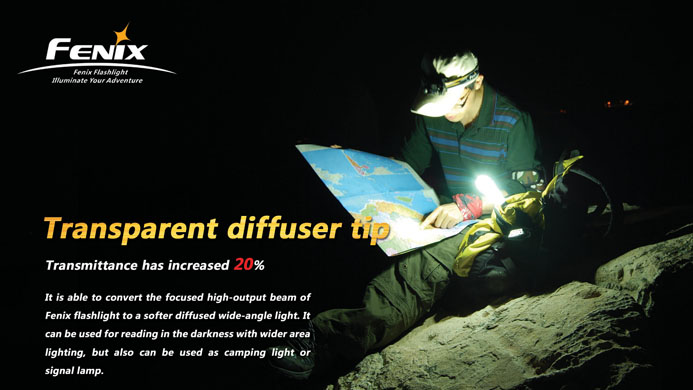 FENIX
Fenix Flashlight
Illuminate Your Adventure
Transparent diffuser tip
Transmittance has increased 20%
It is able to convert the focused high-output beam of
Fenix flashlight to a softer diffused wide-angle light. It
can be used for reading in the darkness with wider area
lighting, but also can be used as camping light or
signal lamp.